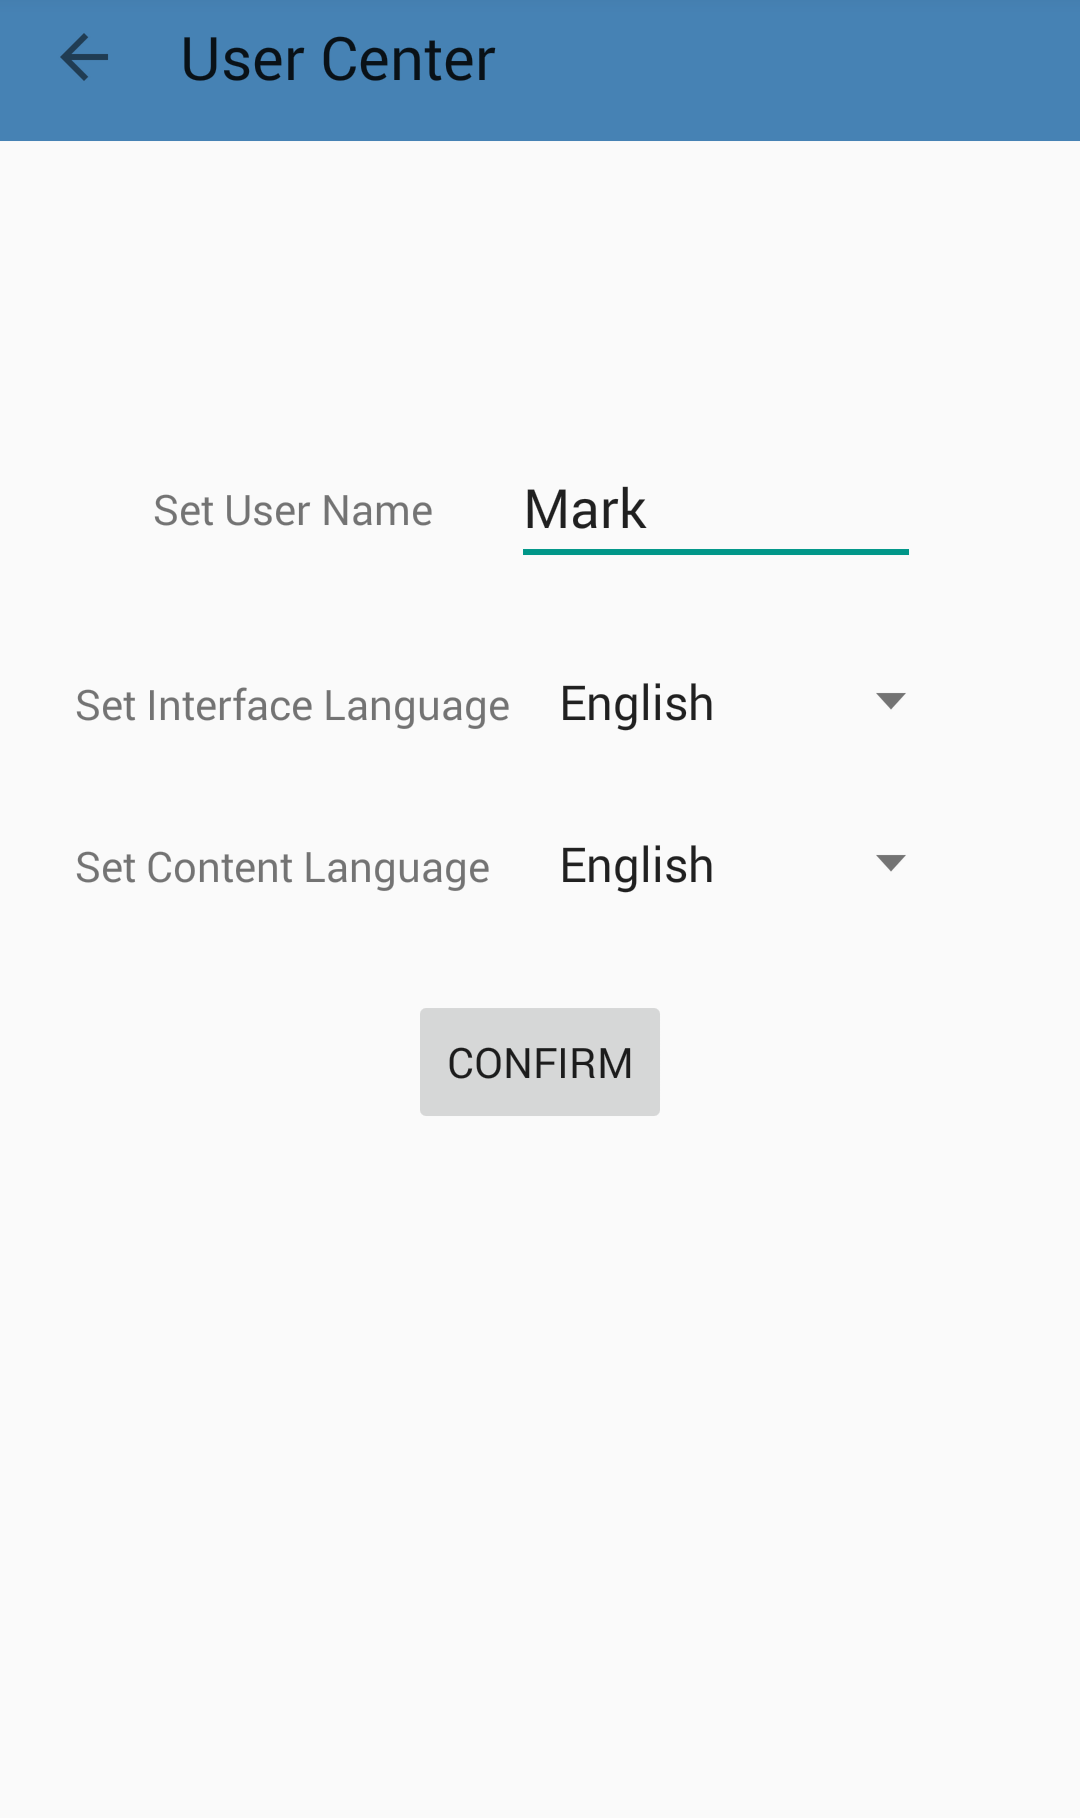 User Center
Set User Name Mark
Set Interface Language English
Set Content Language English
CONFIRM